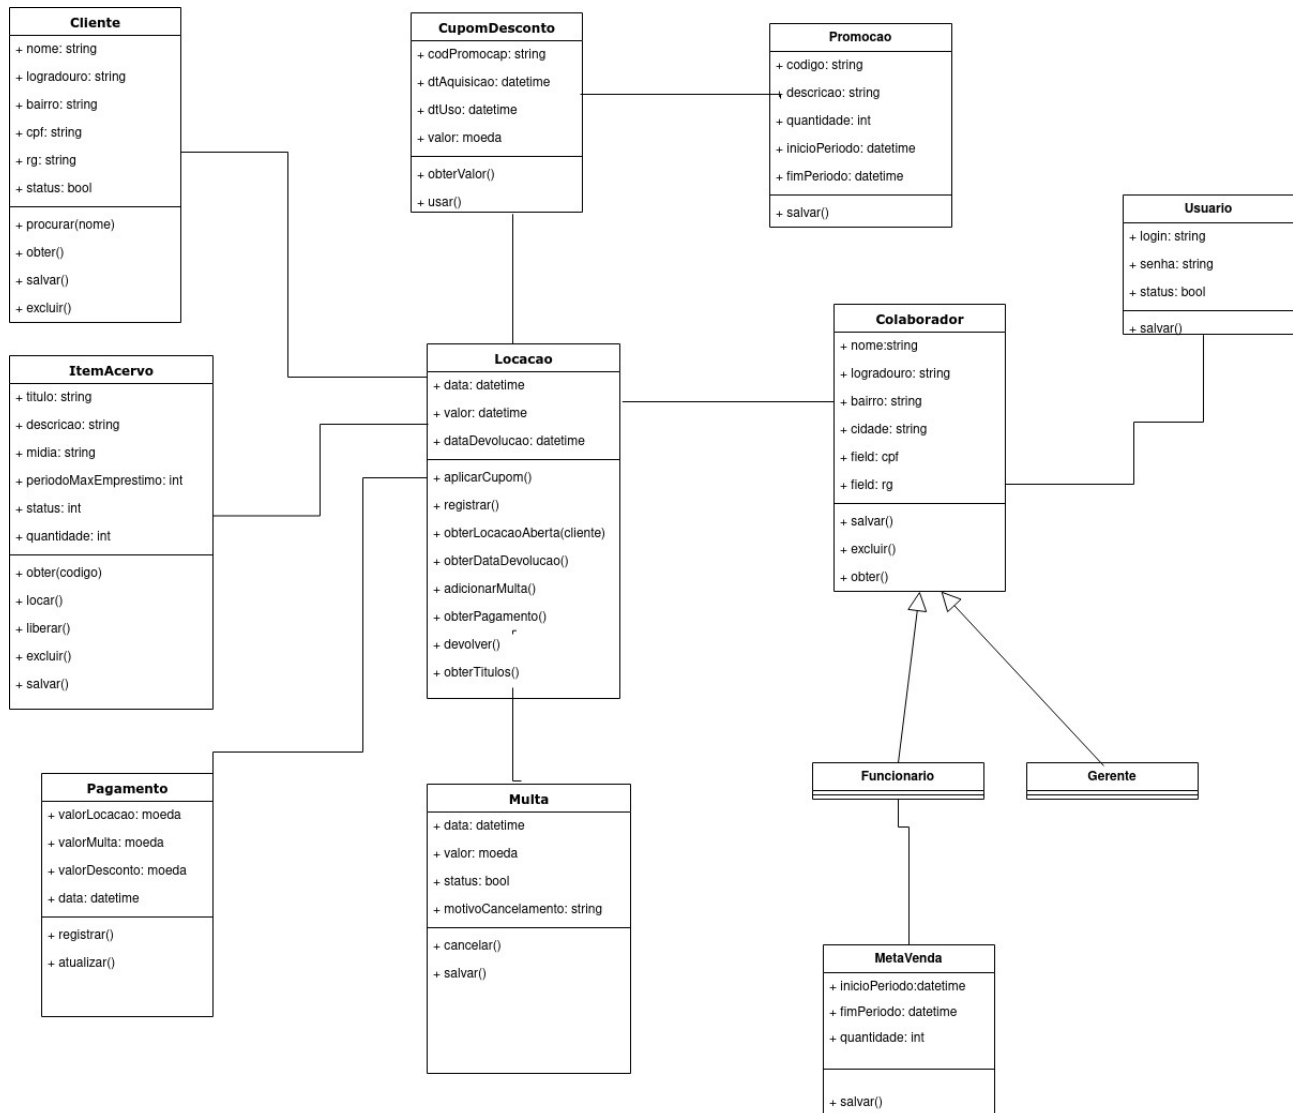 Cliente
+ nome: string
+ logradouro: string
+ bairro: string
+ cpf: string
+ rg: string
+ status: bool
+ procurar(nome)
+ obter()
+ salvar()
+ excluir()
CupomDesconto
+ codPromocap: string
+ dtAquisicao: datetime
+ dtUso: datetime
+ valor: moeda
+ obterValor()
+ usar()
Promocao
+ codigo: string
+ descricao: string
+ quantidade: int
+ inicioPeriodo: datetime
+ fimPeriodo: datetime
+ salvar()
Usuario
+ login: string
+ senha: string
+ status: bool
+ salvar()
ItemAcervo
+ titulo: string
+ descricao: string
+ midia: string
+ periodoMaxEmprestimo: int
+ status: int
+ quantidade: int
+ obter(codigo)
+ locar()
+ liberar()
+ excluir()
+ salvar()
Locacao
+ data: datetime
+ valor: datetime
+ dataDevolucao: datetime
+ aplicarCupom()
+ registrar()
+ obterLocacaoAberta(cliente)
+ obterDataDevolucao()
+ adicionarMulta()
+ obterPagamento()
+ devolver()
+ obterTitulos()
Colaborador
+ nome:string
+ logradouro: string
+ bairro: string
+ cidade: string
+ field: cpf
+ field: rg
+ salvar()
+ excluir()
+ obter()
Pagamento
+ valorLocacao: moeda
+ valorMulta: moeda
+ valorDesconto: moeda
+ data: datetime
+ registrar()
+ atualizar()
Multa
+ data: datetime
+ valor: moeda
+ status: bool
+ motivoCancelamento: string
+ cancelar()
+ salvar()
Funcionario
Gerente
MetaVenda
+ inicioPeriodo:datetime
+ fimPeriodo: datetime
+ quantidade: int
+ salvar()